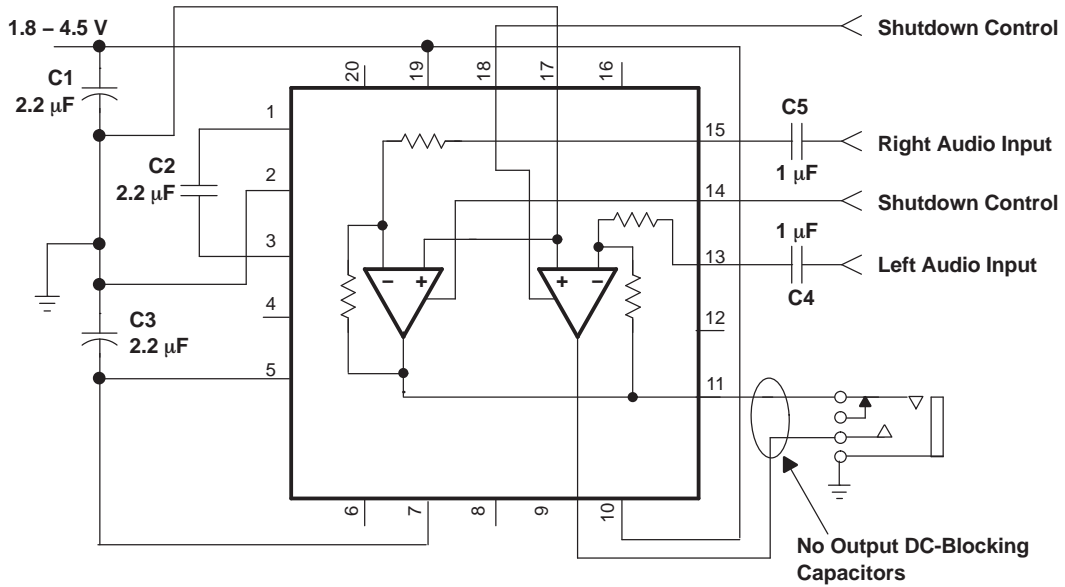 1.8 – 4.5 V
Shutdown Control
C1
2.2 μF
20
19
18
17
16
1
C5
15
Right Audio Input
1 μF
C2
2.2 μF
2
14
Shutdown Control
1 μF
3
13
Left Audio Input
C4
– +
+ –
4
12
C3
2.2 μF
5
11
6
7
8
9
10
No Output DC-Blocking
Capacitors